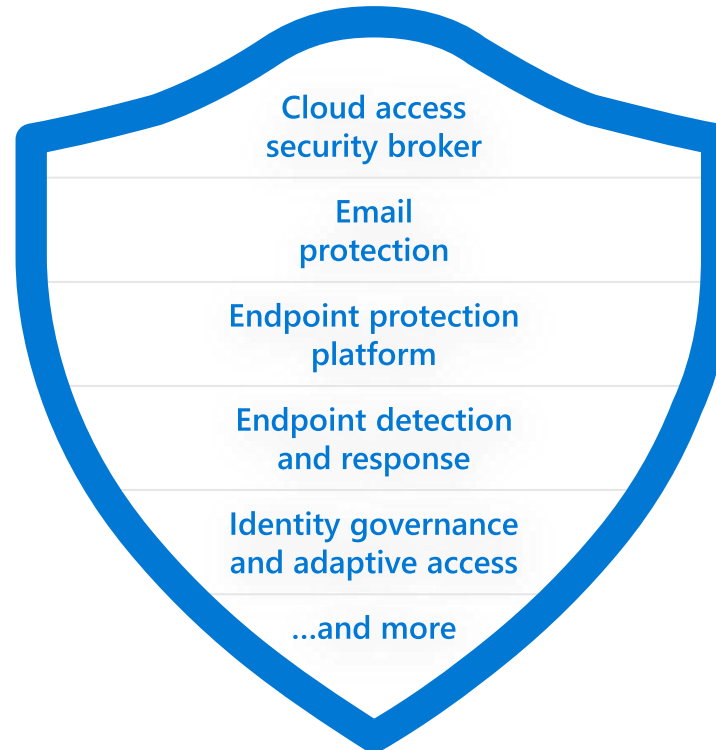 Cloud access
security broker
Email
protection
Endpoint protection
platform
Endpoint detection
and response
Identity governance
and adaptive access
...and more